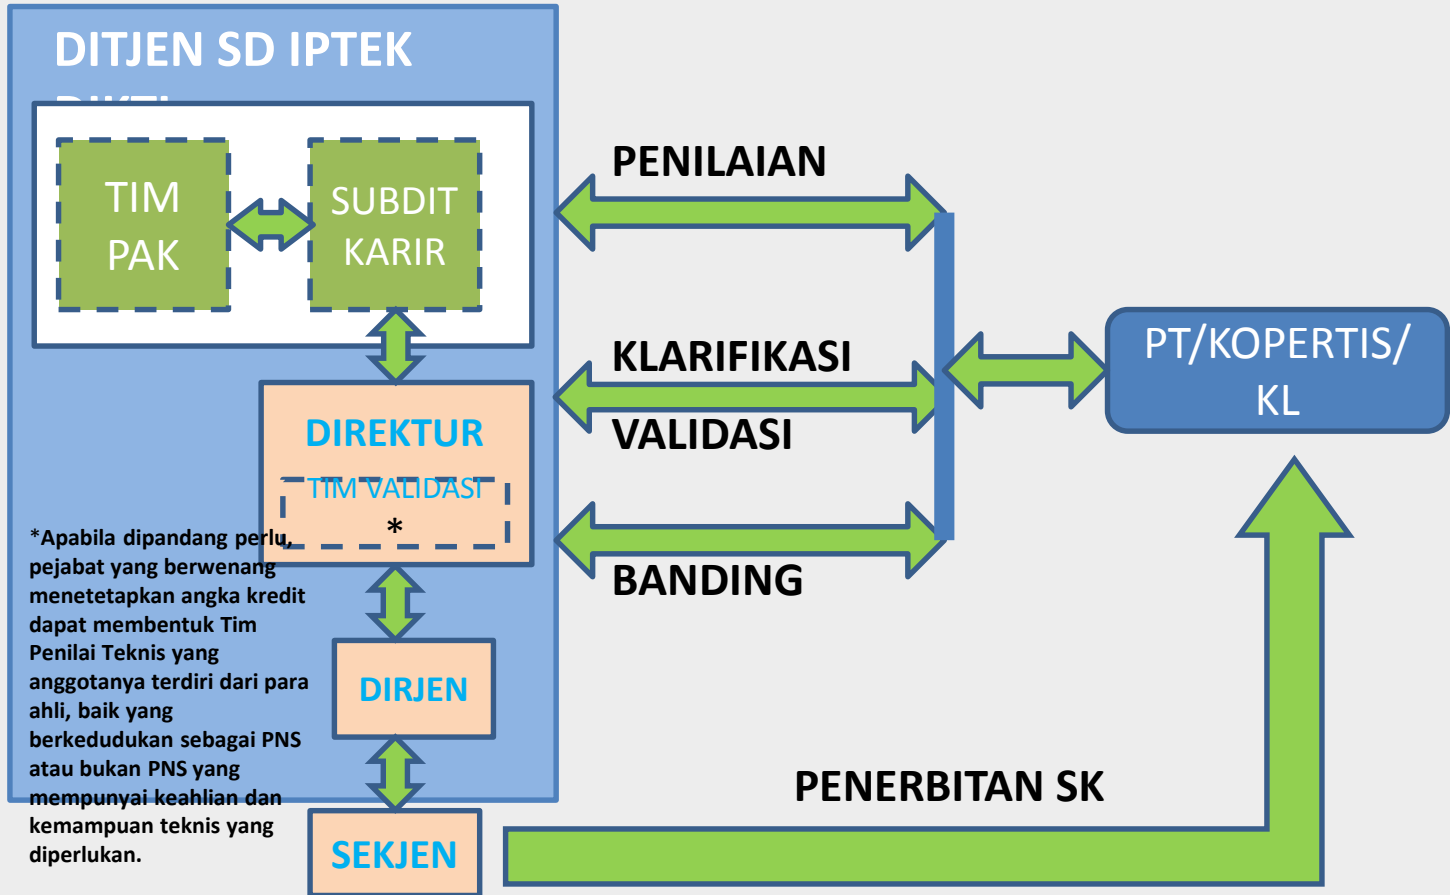 DITJEN SD IPTEK
DIKTI
TIM
PAK
SUBDIT
KARIR
PENILAIAN
KLARIFIKASI
VALIDASI
BANDING
PT/KOPERTIS/
KL
DIREKTUR
TIM VALIDASI
*
*Apabila dipandang perlu,
pejabat yang berwenang
menetetapkan angka kredit
dapat membentuk Tim
Penilai Teknis yang
anggotanya terdiri dari para
ahli, baik yang
berkedudukan sebagai PNS
atau bukan PNS yang
mempunyai keahlian dan
kemampuan teknis yang
diperlukan.
DIRJEN
SEKJEN
PENERBITAN SK